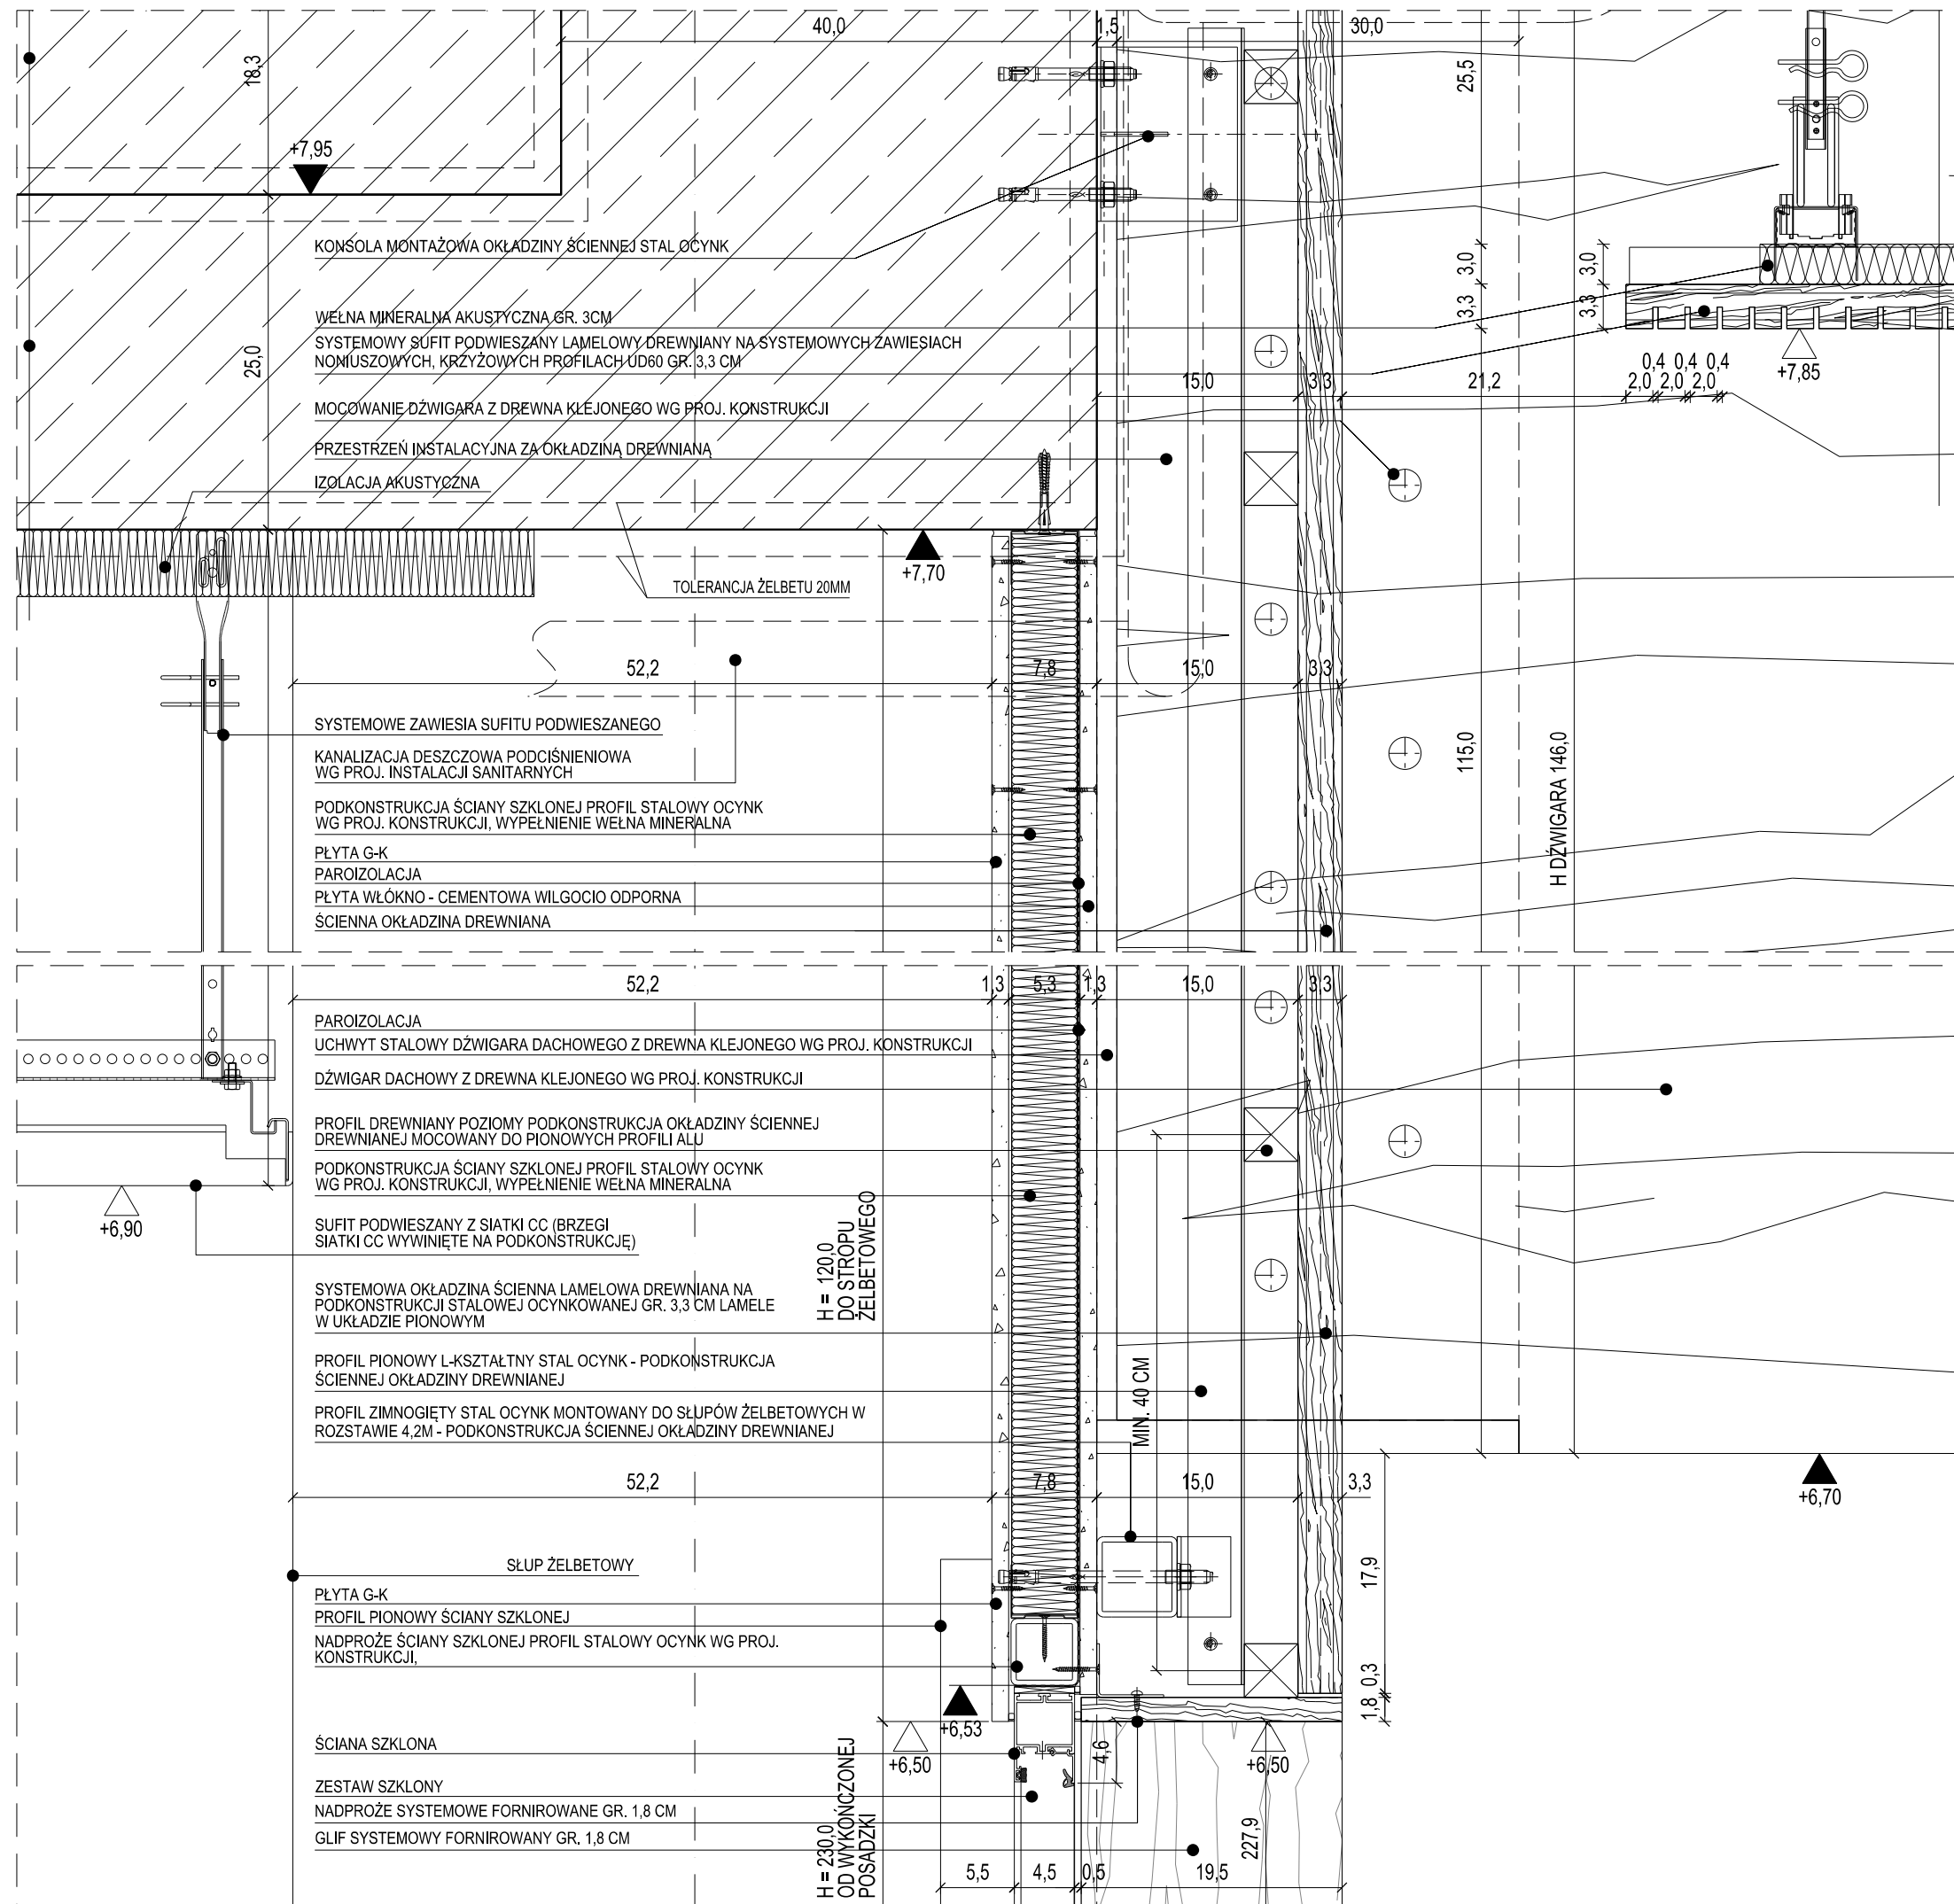 40,0
1,5
30,0
18,3
25,5
+7,95
KONSOLA MONTAŻOWA OKŁADZINY ŚCIENNEJ STAL OCYNK
3,0
3,0
WEŁNA MINERALNA AKUSTYCZNA GR. 3CM
3,3
3,3
SYSTEMOWY SUFIT PODWIESZANY LAMELOWY DREWNIANY NA SYSTEMOWYCH ZAWIESIACH
NONIUSZOWYCH, KRZYŻOWYCH PROFILACH UD60 GR. 3,3 CM
25,0
15,0
3,3
21,2
0,4 0,4 0,4
2,0 2,0 2,0
+7,85
MOCOWANIE DŹWIGARA Z DREWNA KLEJONEGO WG PROJ. KONSTRUKCJI
PRZESTRZEŃ INSTALACYJNA ZA OKŁADZINĄ DREWNIANĄ
IZOLACJA AKUSTYCZNA
+7,70
TOLERANCJA ŻELBETU 20MM
52,2
7,8
15,0
3,3
SYSTEMOWE ZAWIESIA SUFITU PODWIESZANEGO
KANALIZACJA DESZCZOWA PODCIŚNIENIOWA
WG PROJ. INSTALACJI SANITARNYCH
115,0
H DŹWIGARA 146,0
PODKONSTRUKCJA ŚCIANY SZKLONEJ PROFIL STALOWY OCYNK
WG PROJ. KONSTRUKCJI, WYPEŁNIENIE WEŁNA MINERALNA
PŁYTA G-K
PAROIZOLACJA
PŁYTA WŁÓKNO - CEMENTOWA WILGOCIO ODPORNA
ŚCIENNA OKŁADZINA DREWNIANA
52,2
1,3
5,3
1,3
15,0
3,3
PAROIZOLACJA
UCHWYT STALOWY DŹWIGARA DACHOWEGO Z DREWNA KLEJONEGO WG PROJ. KONSTRUKCJI
DŹWIGAR DACHOWY Z DREWNA KLEJONEGO WG PROJ. KONSTRUKCJI
PROFIL DREWNIANY POZIOMY PODKONSTRUKCJA OKŁADZINY ŚCIENNEJ
DREWNIANEJ MOCOWANY DO PIONOWYCH PROFILI ALU
PODKONSTRUKCJA ŚCIANY SZKLONEJ PROFIL STALOWY OCYNK
WG PROJ. KONSTRUKCJI, WYPEŁNIENIE WEŁNA MINERALNA
+6,90
SUFIT PODWIESZANY Z SIATKI CC (BRZEGI
SIATKI CC WYWINIĘTE NA PODKONSTRUKCJĘ)
H = 120,0
DO STROPU
ŻELBETOWEGO
SYSTEMOWA OKŁADZINA ŚCIENNA LAMELOWA DREWNIANA NA
PODKONSTRUKCJI STALOWEJ OCYNKOWANEJ GR. 3,3 CM LAMELE
W UKŁADZIE PIONOWYM
PROFIL PIONOWY L-KSZTAŁTNY STAL OCYNK - PODKONSTRUKCJA
ŚCIENNEJ OKŁADZINY DREWNIANEJ
MIN. 40 CM
PROFIL ZIMNOGIĘTY STAL OCYNK MONTOWANY DO SŁUPÓW ŻELBETOWYCH W
ROZSTAWIE 4,2M - PODKONSTRUKCJA ŚCIENNEJ OKŁADZINY DREWNIANEJ
52,2
7,8
15,0
3,3
+6,70
SŁUP ŻELBETOWY
17,9
PŁYTA G-K
PROFIL PIONOWY ŚCIANY SZKLONEJ
NADPROŻE ŚCIANY SZKLONEJ PROFIL STALOWY OCYNK WG PROJ.
KONSTRUKCJI,
0,3
1,8
+6,53
ŚCIANA SZKLONA
+6,50
4,6
+6,50
ZESTAW SZKLONY
NADPROŻE SYSTEMOWE FORNIROWANE GR. 1,8 CM
GLIF SYSTEMOWY FORNIROWANY GR. 1,8 CM
H = 230,0
OD WYKOŃCZONEJ
POSADZKI
227,9
5,5
4,5
0,5
19,5